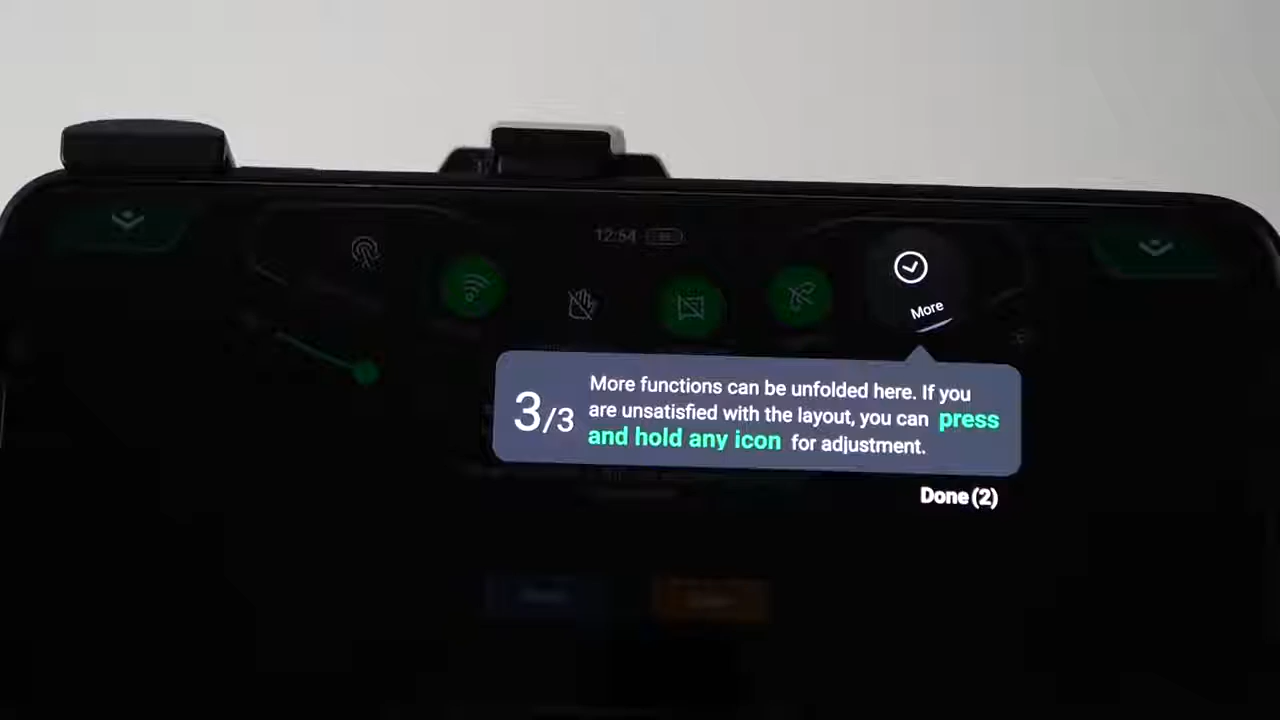 12:54
More
3/3
More functions can be unfolded here. If you
are unsatisfied with the layout, you can press
and hold any icon for adjustment.
Done (2)